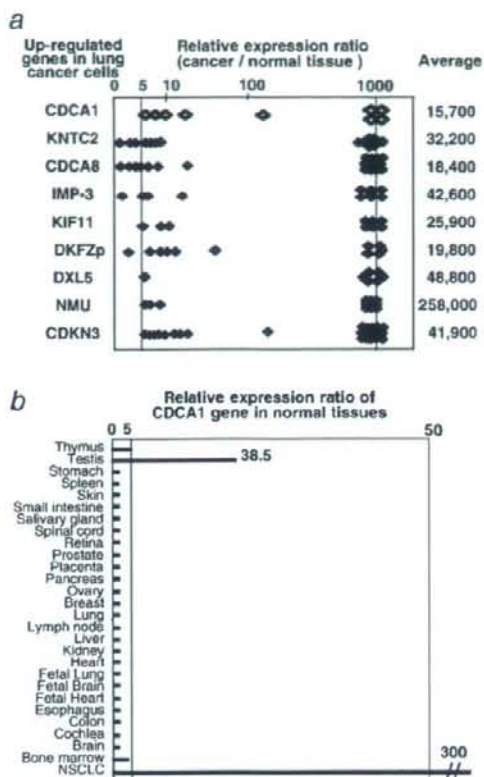 a
Up-regulated genes in lung cancer cells
Relative expression ratio (cancer / normal tissue )
Average
0 5 10 100 1000
CDCA1 15,700
KNTC2 32,200
CDCA8 18,400
IMP-3 42,600
KIF11 25,900
DKFZp 19,800
DXL5 48,800
NMU 258,000
CDKN3 41,900
b
Relative expression ratio of
CDCA1 gene in normal tissues
0 5 50
Thymus
Testis 38.5
Stomach
Spleen
Skin
Small intestine
Salivary gland
Spinal cord
Retina
Prostate
Placenta
Pancreas
Ovary
Breast
Lung
Lymph node
Liver
Kidney
Heart
Fetal Lung
Fetal Brain
Fetal Heart
Esophagus
Colon
Cochlea
Brain
Bone marrow
300
NSCLC